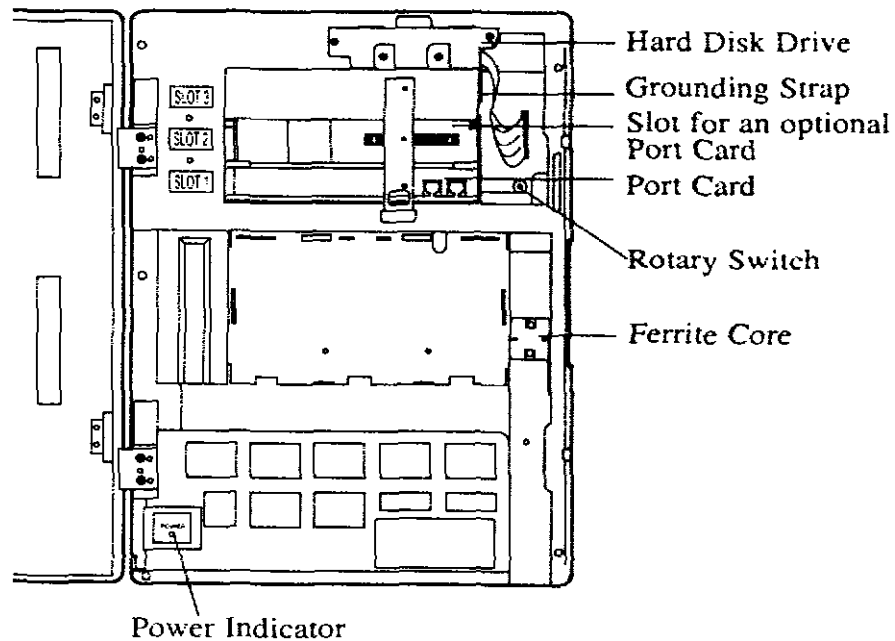 Hard Disk Drive
Grounding Strap
SLOT 3
Slot for an optional
Port Card
SLOT 2
Port Card
SLOT 1
Rotary Switch
Ferrite Core
POWER
Power Indicator